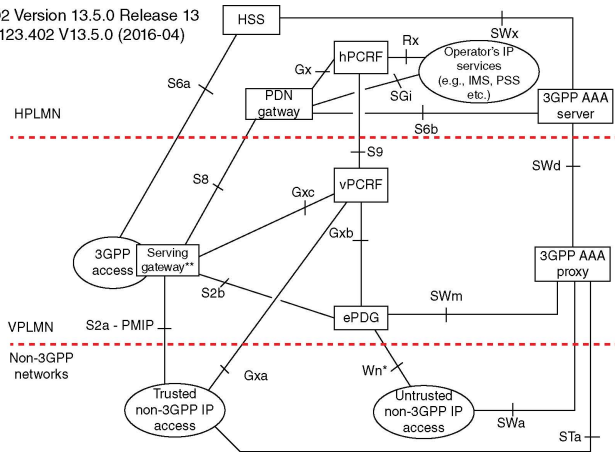 02 Version 13.5.0 Release 13
123.402 V13.5.0 (2016-04)
HSS
SWx
hPCRF
Rx
Operator's IP
services
(e.g., IMS, PSS
etc.)
Gx
S6a
SGi
PDN
gatway
3GPP AAA
server
HPLMN
S6b
S9
SWd
S8
vPCRF
Gxc
Gxb
3GPP
access
Serving
gateway**
3GPP AAA
proxy
S2b
SWm
ePDG
VPLMN
S2a - PMIP
Non-3GPP
networks
Gxa
Wn*
Trusted
non-3GPP IP
access
Untrusted
non-3GPP IP
access
SWa
STa